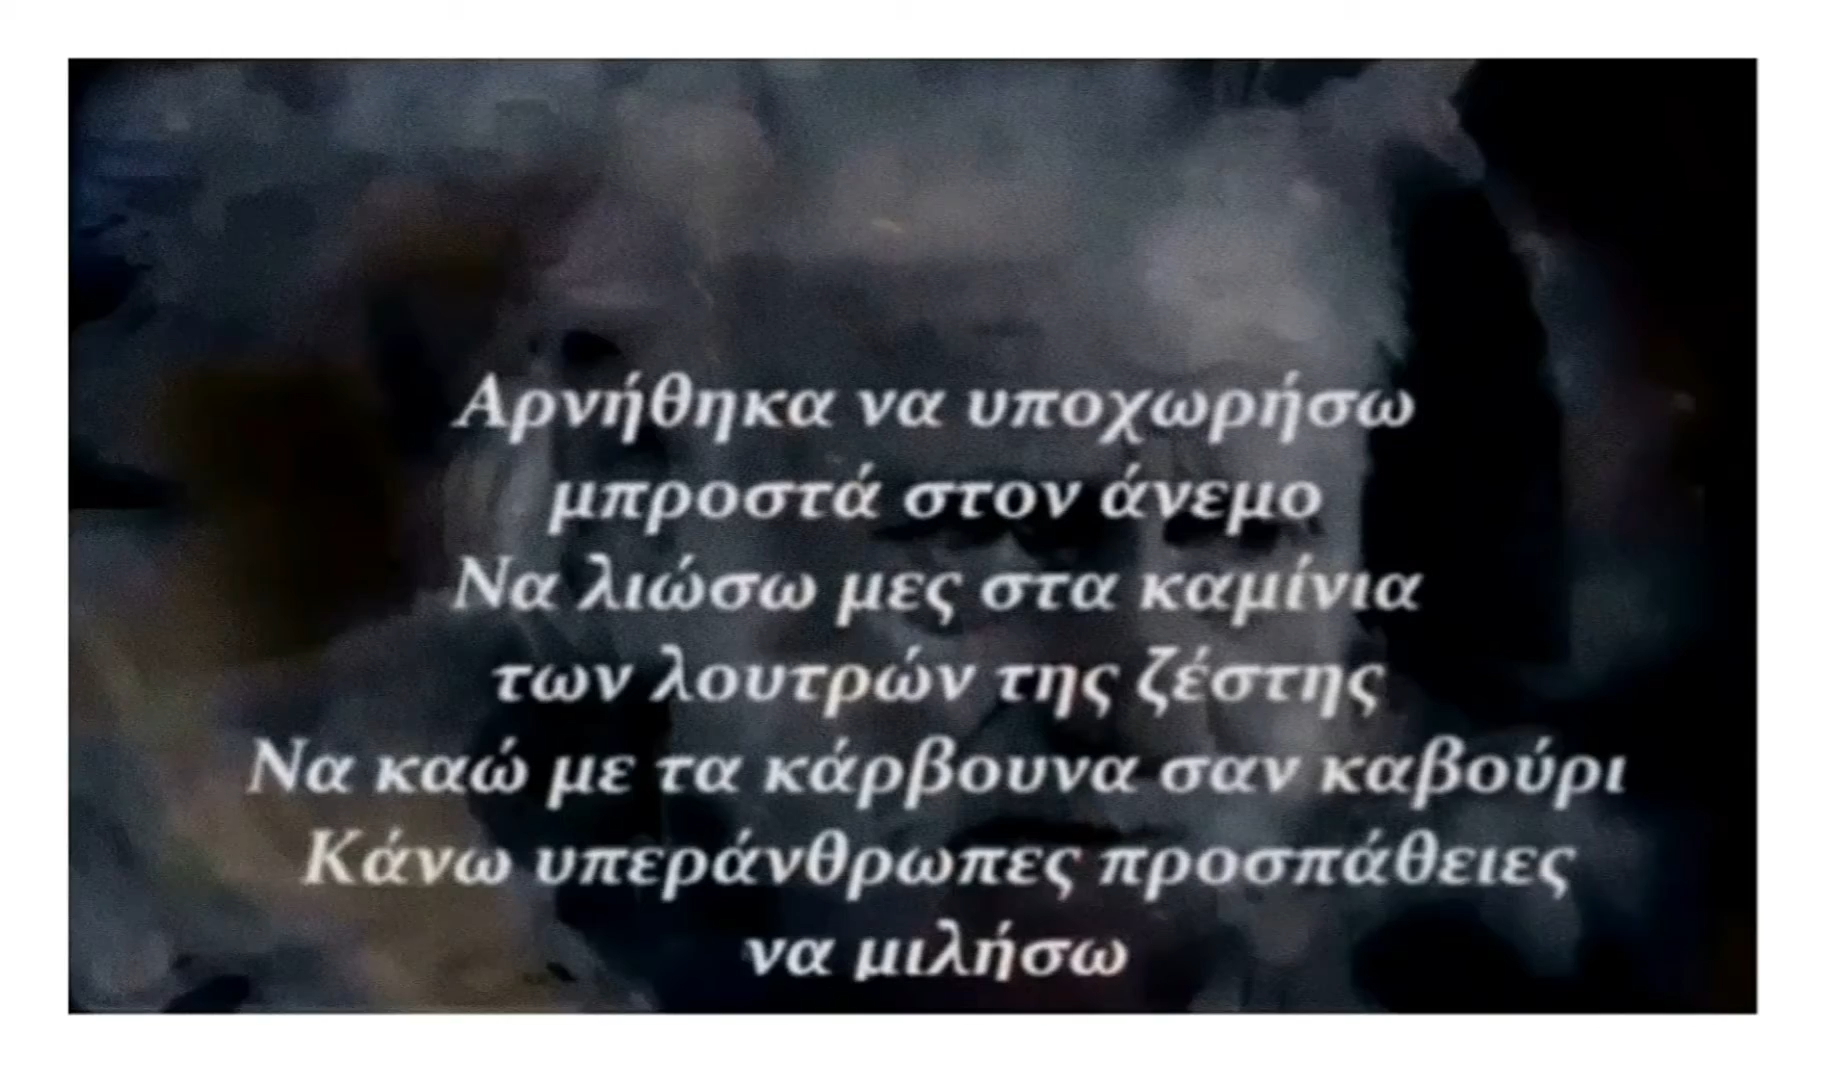 Αρνήθηκα να υποχωρήσω
μπροστά στον άνεμο
Να λιώσω μες στα καμίνια
των λουτρών της ζέστης
Να καώ με τα κάρβουνα σαν καβούρι
Κάνω υπεράνθρωπες προσπάθειες
να μιλήσω